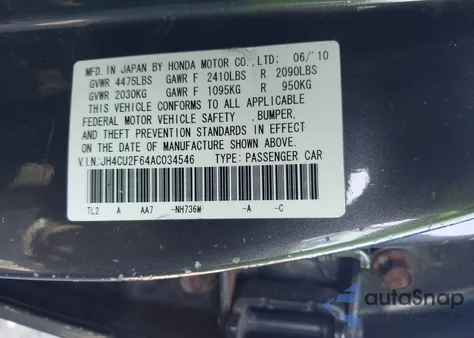 MFD. IN JAPAN BY HONDA MOTOR CO.,LTD; 06/'10
GVWR 4475LBS GAWR F 2410LBS R 2090LBS
GVWR 2030KG GAWR F 1095KG R 950KG
THIS VEHICLE CONFORMS TO ALL APPLICABLE
FEDERAL MOTOR VEHICLE SAFETY ,BUMPER,
AND THEFT PREVENTION STANDARDS IN EFFECT
ON THE DATE OF MANUFACTURE SHOWN ABOVE.
V.I.N:JH4CU2F64AC034546 TYPE: PASSENGER CAR
TL2 A AA7 -NH736M -A -C
autoSnap